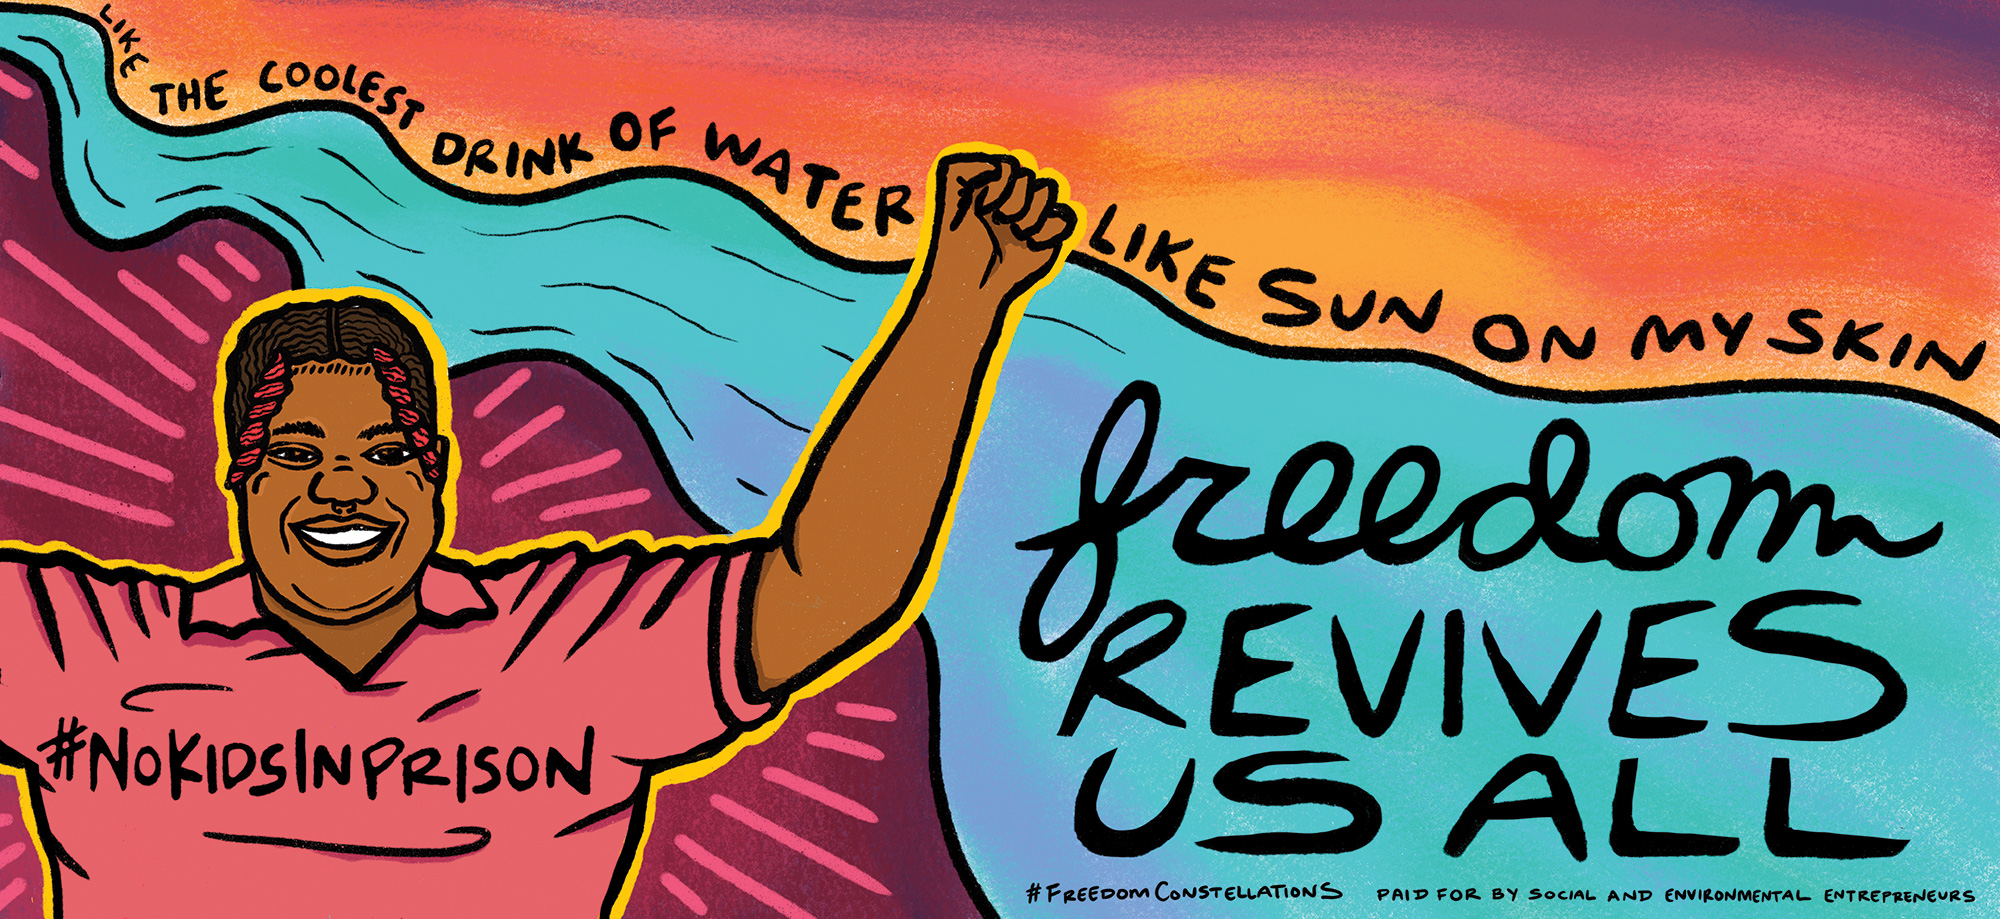 LIKE THE COOLEST DRINK OF WATER LIKE SUN ON MY SKIN
freedom
REVIVES
US ALL
#NOKIDSINPRISON
#FREEDOMCONSTELLATIONS PAID FOR BY SOCIAL AND ENVIRONMENTAL ENTREPRENEURS